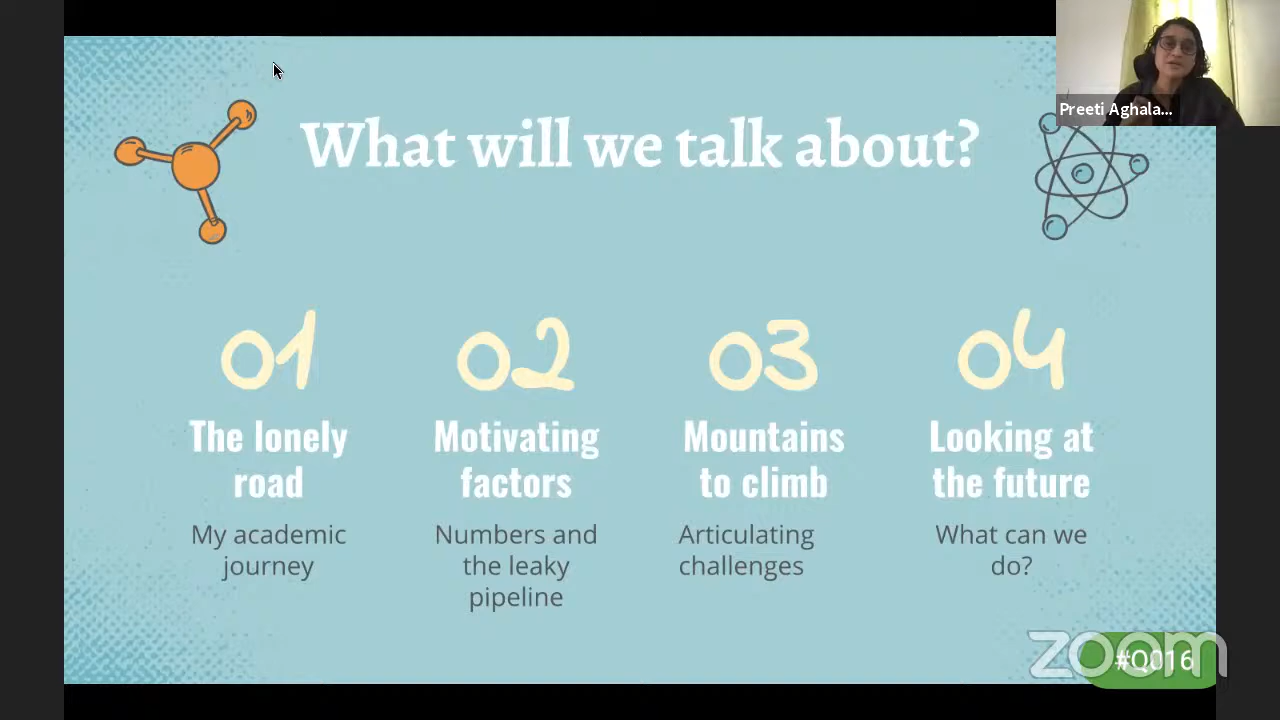 What will we talk about?
Preeti Aghala...
01
The lonely
road
My academic
journey
02
Motivating
factors
Numbers and
the leaky
pipeline
03
Mountains
to climb
Articulating
challenges
04
Looking at
the future
What can we
do?
zoom
#Q016